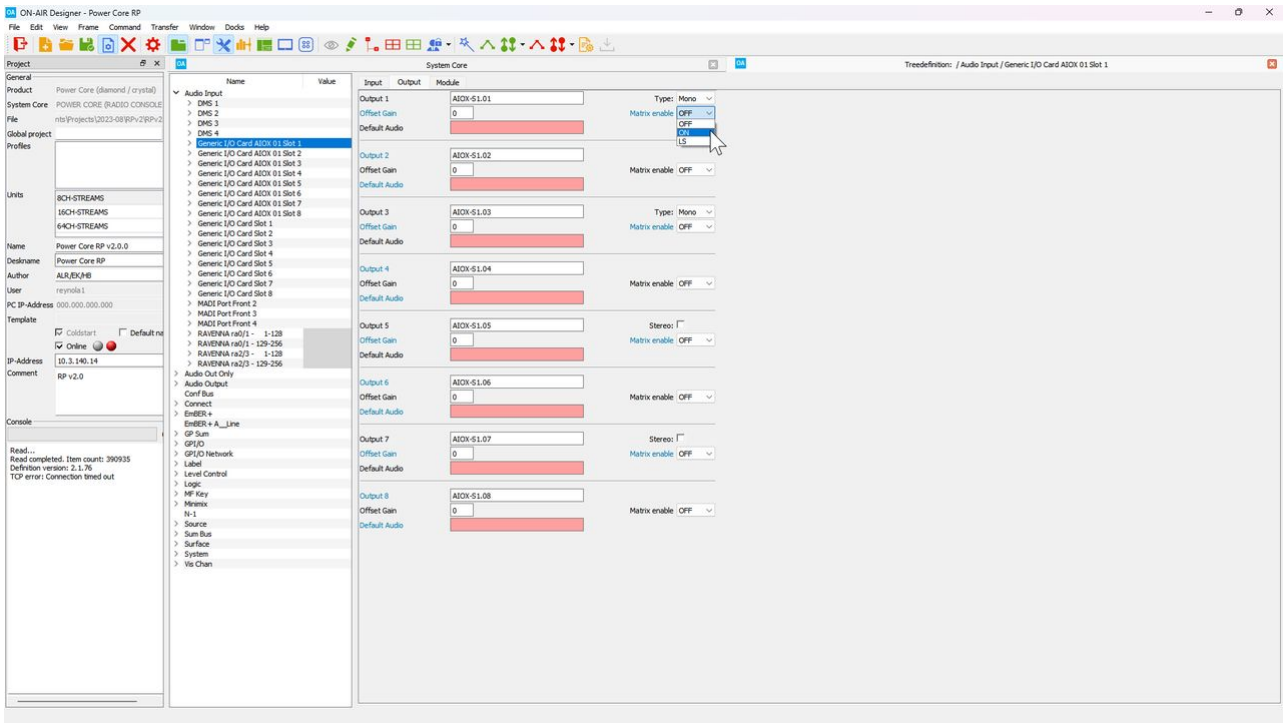 ON-AIR Designer - Power Core RP
File Edit View Frame Command Transfer Window Docks Help
Project
General
Product Power Core (diamond / crystal)
System Core POWER CORE (RADIO CONSOLE
File nts\Projects\2023-08\RPv2\RPv2
Global project
Profiles
Units 8CH-STREAMS
16CH-STREAMS
64CH-STREAMS
Name Power Core RP v2.0.0
Deskname Power Core RP
Author ALR/EK/HB
User reynola1
PC IP-Address 000.000.000.000
Template
Coldstart Default na
Online
IP-Address 10.3.140.14
Comment RP v2.0
Console
Read...
Read completed. Item count: 390935
Definition version: 2.1.76
TCP error: Connection timed out
System Core
Name Value
Audio Input
DMS 1
DMS 2
DMS 3
DMS 4
Generic I/O Card AIOX 01 Slot 1
Generic I/O Card AIOX 01 Slot 2
Generic I/O Card AIOX 01 Slot 3
Generic I/O Card AIOX 01 Slot 4
Generic I/O Card AIOX 01 Slot 5
Generic I/O Card AIOX 01 Slot 6
Generic I/O Card AIOX 01 Slot 7
Generic I/O Card AIOX 01 Slot 8
Generic I/O Card Slot 1
Generic I/O Card Slot 2
Generic I/O Card Slot 3
Generic I/O Card Slot 4
Generic I/O Card Slot 5
Generic I/O Card Slot 6
Generic I/O Card Slot 7
Generic I/O Card Slot 8
MADI Port Front 2
MADI Port Front 3
MADI Port Front 4
RAVENNA ra0/1 - 1-128
RAVENNA ra0/1 - 129-256
RAVENNA ra2/3 - 1-128
RAVENNA ra2/3 - 129-256
Audio Out Only
Audio Output
Conf Bus
Connect
EmBER+
EmBER+ A__Line
GP Sum
GPI/O
GPI/O Network
Label
Level Control
Logic
MF Key
Minimix
N-1
Source
Sum Bus
Surface
System
Vis Chan
Treedefinition: / Audio Input / Generic I/O Card AIOX 01 Slot 1
Input Output Module
Output 1 AIOX-S1.01 Type: Mono
Offset Gain 0 Matrix enable OFF
OFF
Default Audio ON
LS
Output 2 AIOX-S1.02
Offset Gain 0 Matrix enable OFF
Default Audio
Output 3 AIOX-S1.03 Type: Mono
Offset Gain 0 Matrix enable OFF
Default Audio
Output 4 AIOX-S1.04
Offset Gain 0 Matrix enable OFF
Default Audio
Output 5 AIOX-S1.05 Stereo:
Offset Gain 0 Matrix enable OFF
Default Audio
Output 6 AIOX-S1.06
Offset Gain 0 Matrix enable OFF
Default Audio
Output 7 AIOX-S1.07 Stereo:
Offset Gain 0 Matrix enable OFF
Default Audio
Output 8 AIOX-S1.08
Offset Gain 0 Matrix enable OFF
Default Audio